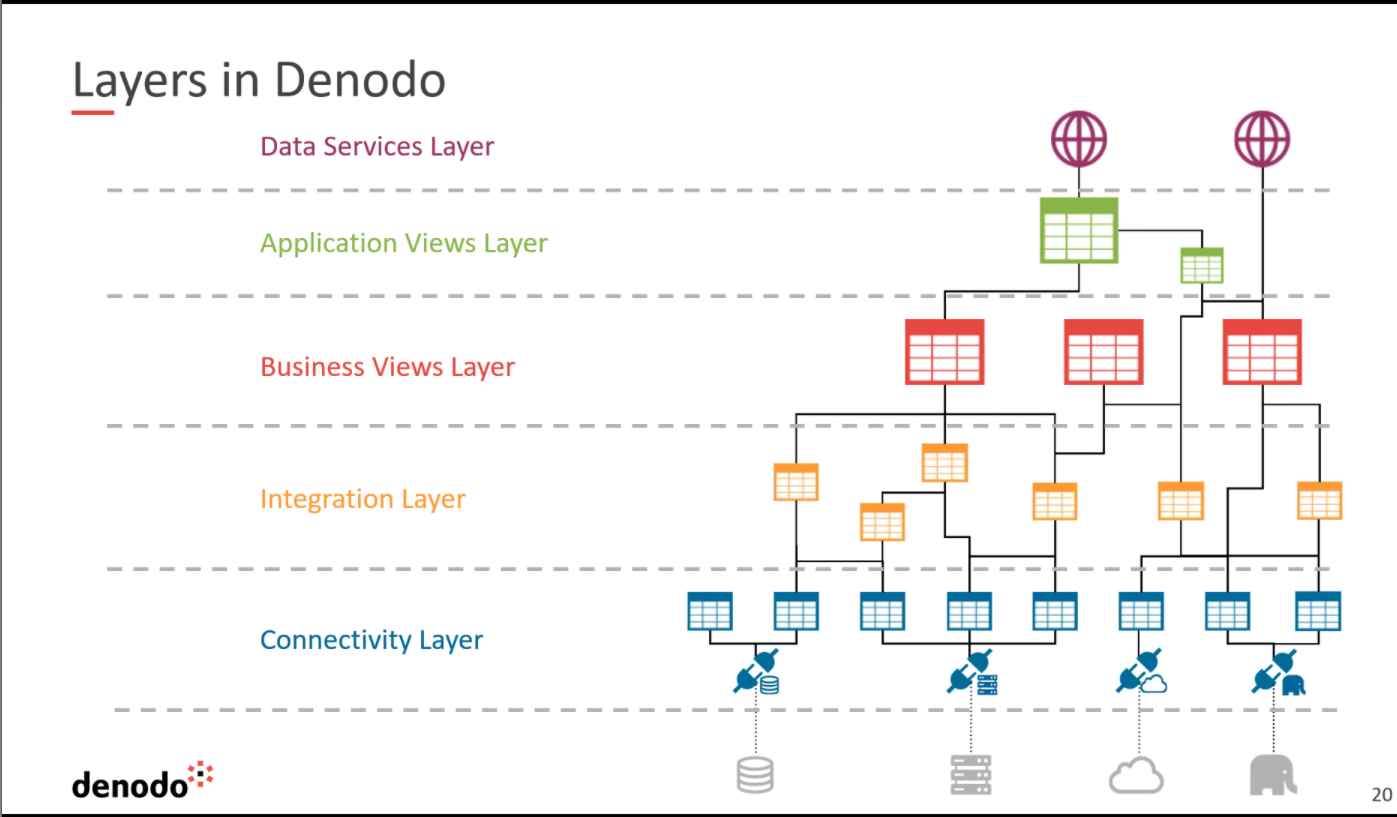 Layers in Denodo
Data Services Layer
Application Views Layer
Business Views Layer
Integration Layer
Connectivity Layer
denodo
20